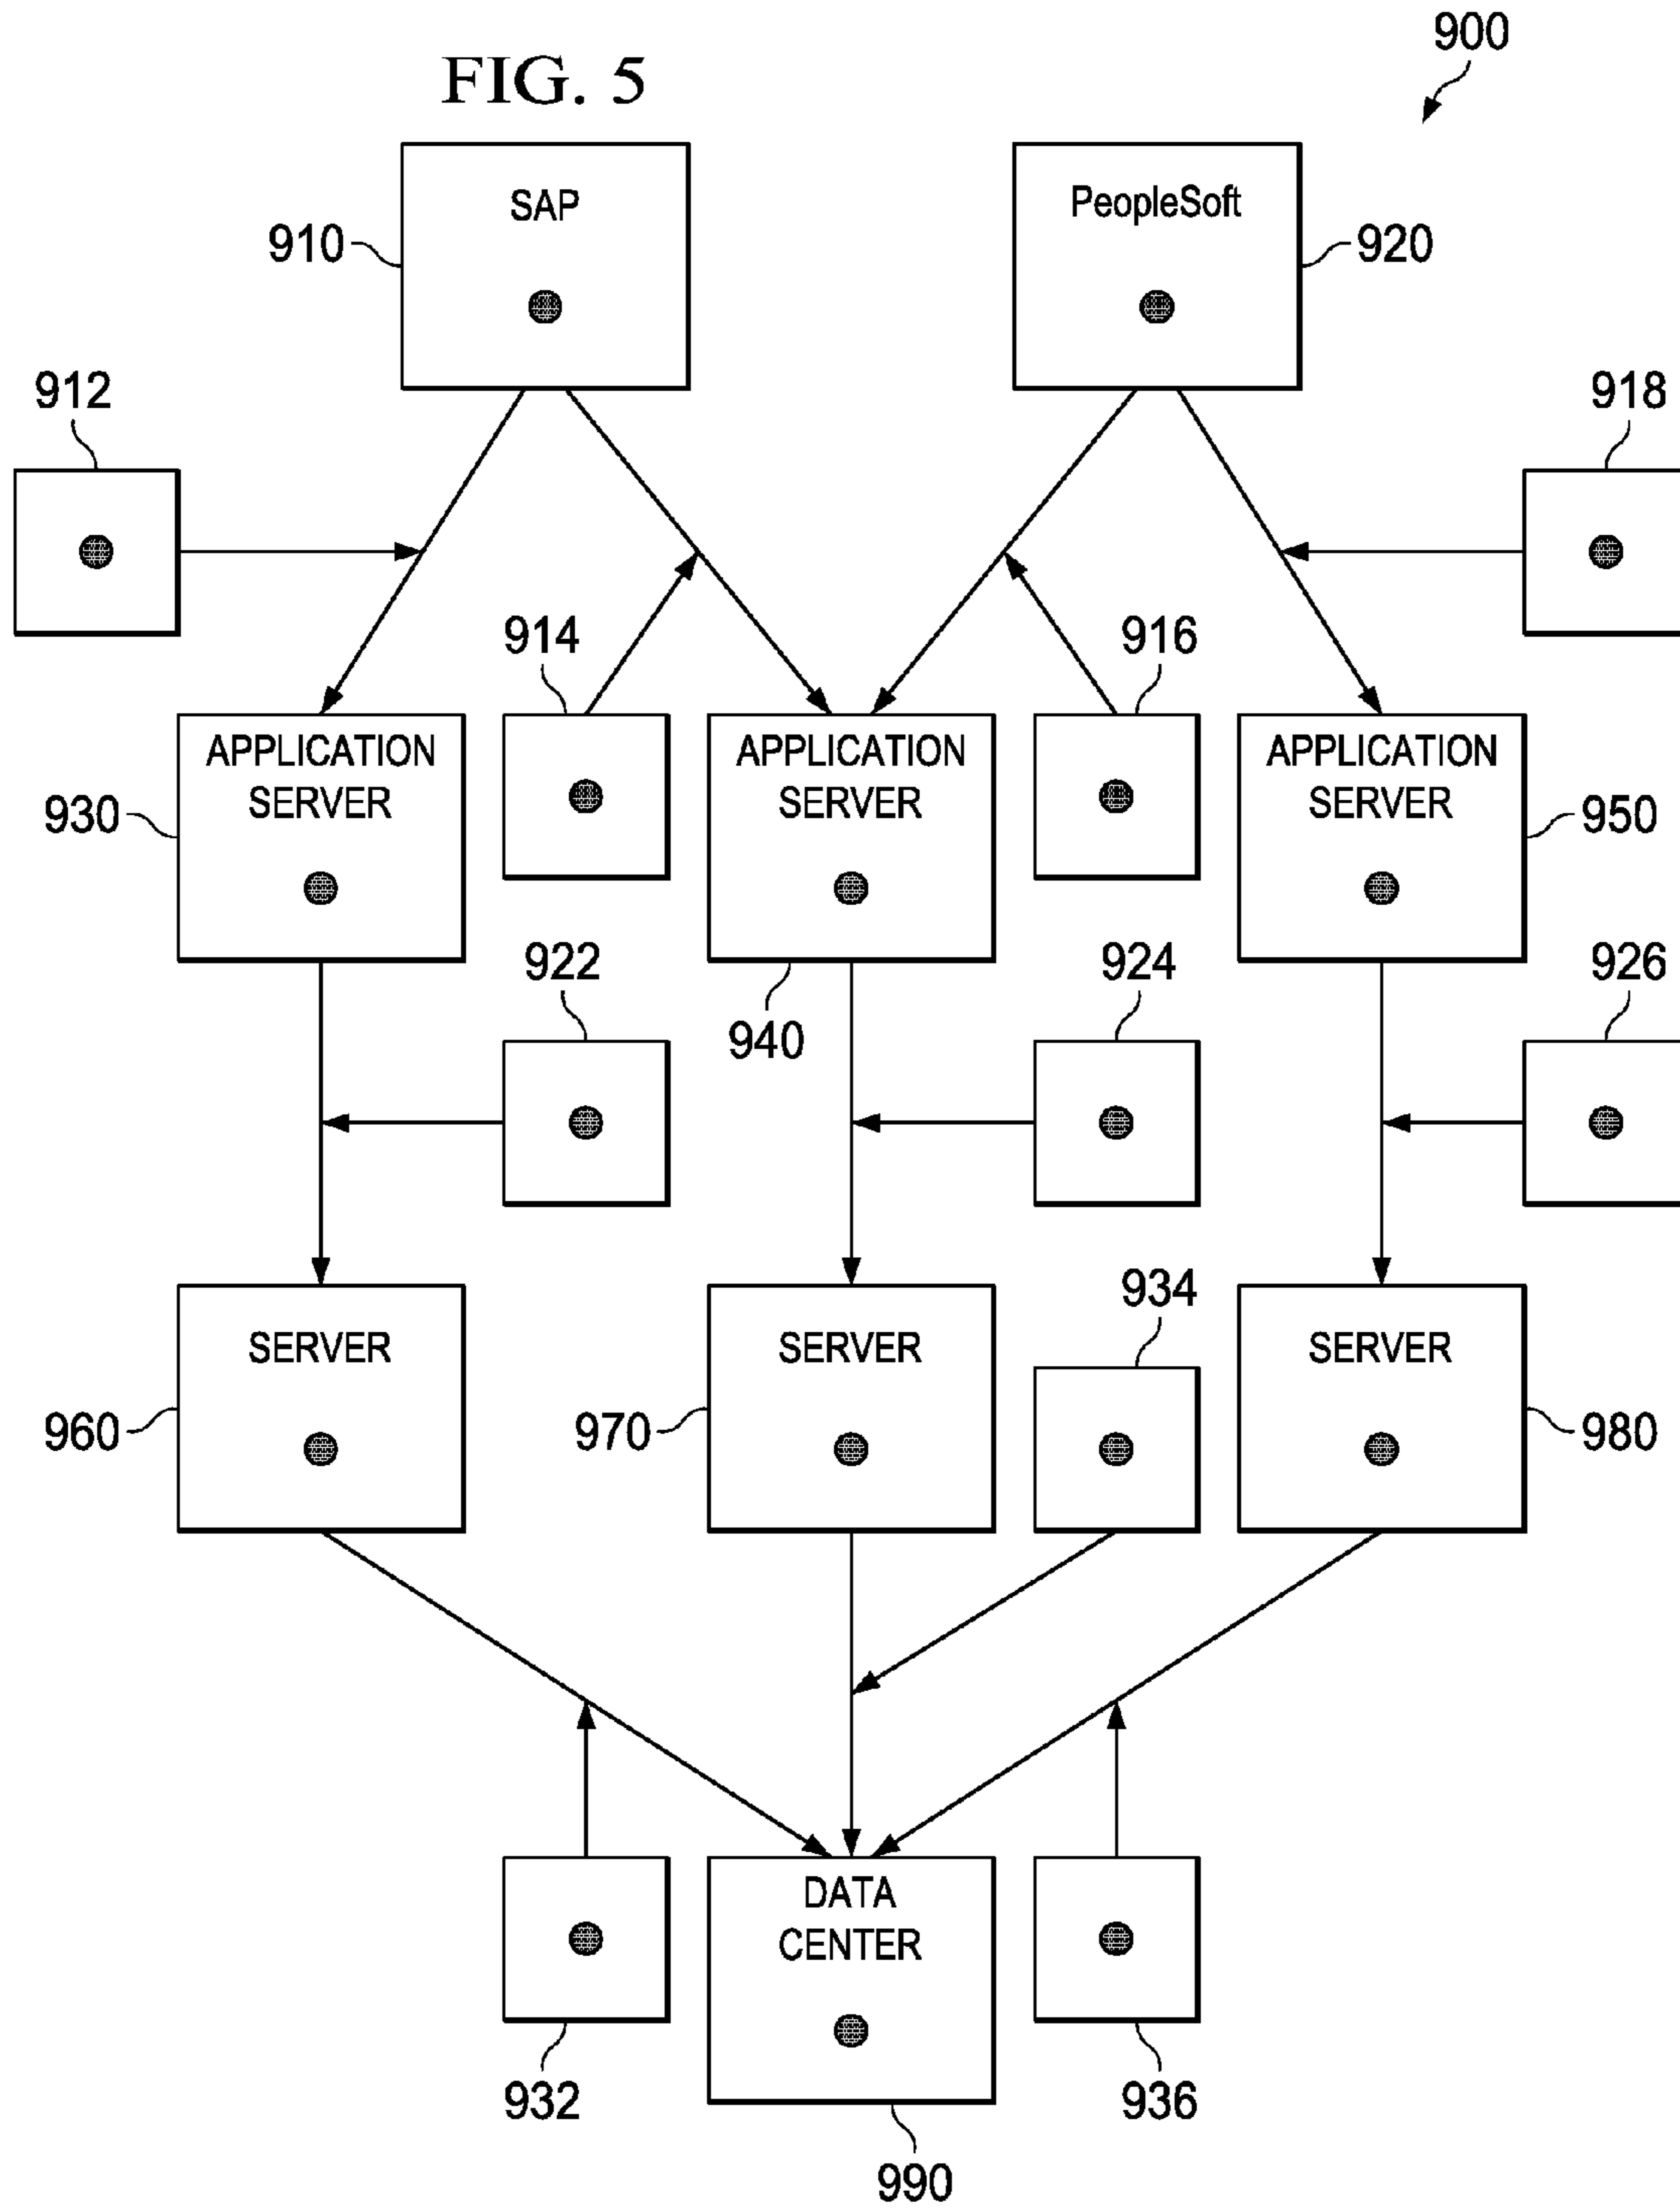 900
FIG. 5
SAP
PeopleSoft
910
920
912
918
914
916
APPLICATION
SERVER
APPLICATION
SERVER
APPLICATION
SERVER
930
950
922
924
926
940
934
SERVER
SERVER
SERVER
960
970
980
DATA
CENTER
932
936
990